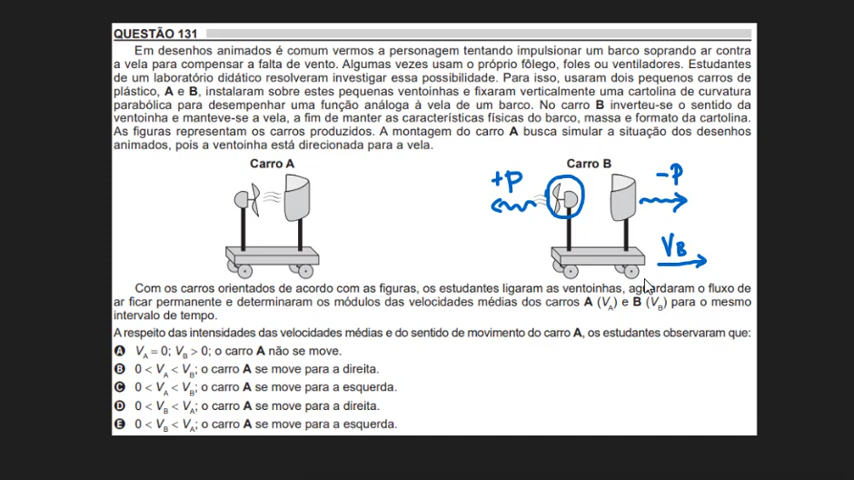 QUESTÃO 131
Em desenhos animados é comum vermos a personagem tentando impulsionar um barco soprando ar contra
a vela para compensar a falta de vento. Algumas vezes usam o próprio fôlego, foles ou ventiladores. Estudantes
de um laboratório didático resolveram investigar essa possibilidade. Para isso, usaram dois pequenos carros de
plástico, A e B, instalaram sobre estes pequenas ventoinhas e fixaram verticalmente uma cartolina de curvatura
parabólica para desempenhar uma função análoga à vela de um barco. No carro B inverteu-se o sentido da
ventoinha e manteve-se a vela, a fim de manter as características físicas do barco, massa e formato da cartolina.
As figuras representam os carros produzidos. A montagem do carro A busca simular a situação dos desenhos
animados, pois a ventoinha está direcionada para a vela.
Carro A Carro B
+P -P
VB
Com os carros orientados de acordo com as figuras, os estudantes ligaram as ventoinhas, aguardaram o fluxo de
ar ficar permanente e determinaram os módulos das velocidades médias dos carros A (VA) e B (VB) para o mesmo
intervalo de tempo.
A respeito das intensidades das velocidades médias e do sentido de movimento do carro A, os estudantes observaram que:
A VA = 0; VB > 0; o carro A não se move.
B 0 < VA < VB; o carro A se move para a direita.
C 0 < VA < VB; o carro A se move para a esquerda.
D 0 < VB < VA; o carro A se move para a direita.
E 0 < VB < VA; o carro A se move para a esquerda.